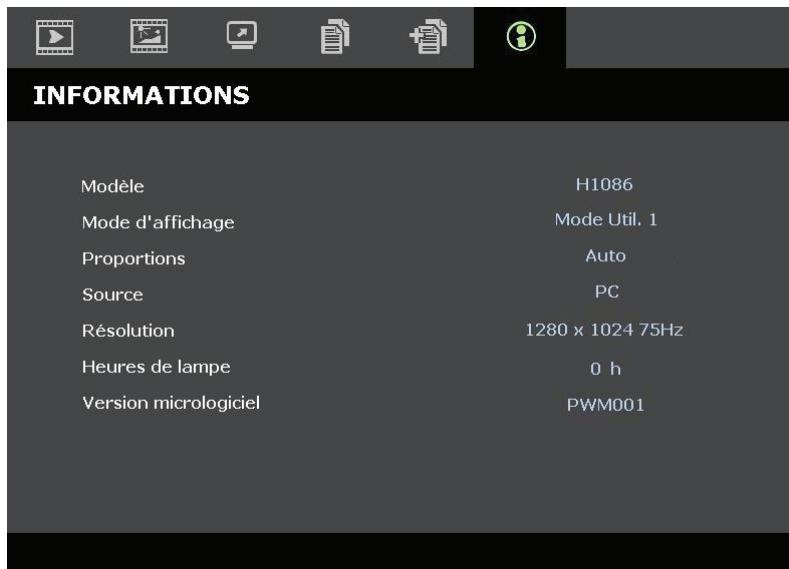 INFORMATIONS
Modèle H1086
Mode d'affichage Mode Util. 1
Proportions Auto
Source PC
Résolution 1280 x 1024 75Hz
Heures de lampe 0 h
Version micrologiciel PWM001